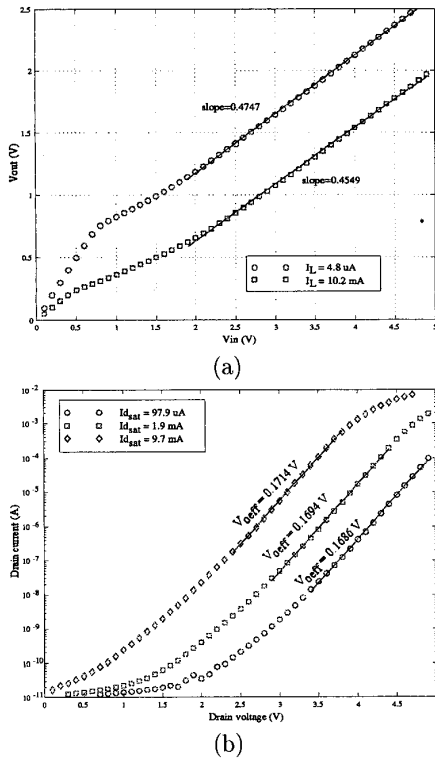 2.5
2
1.5
1
0.5
0
Vout (V)
slope=0.4747
slope=0.4549
I_L = 4.8 uA
I_L = 10.2 mA
0 0.5 1 1.5 2 2.5 3 3.5 4 4.5 5
Vin (V)
(a)
10^-2
10^-3
10^-4
10^-5
10^-6
10^-7
10^-8
10^-9
10^-10
10^-11
Drain current (A)
Id_sat = 97.9 uA
Id_sat = 1.9 mA
Id_sat = 9.7 mA
V_oeff = 0.1714 V
V_oeff = 0.1694 V
V_oeff = 0.1686 V
0 0.5 1 1.5 2 2.5 3 3.5 4 4.5
Drain voltage (V)
(b)